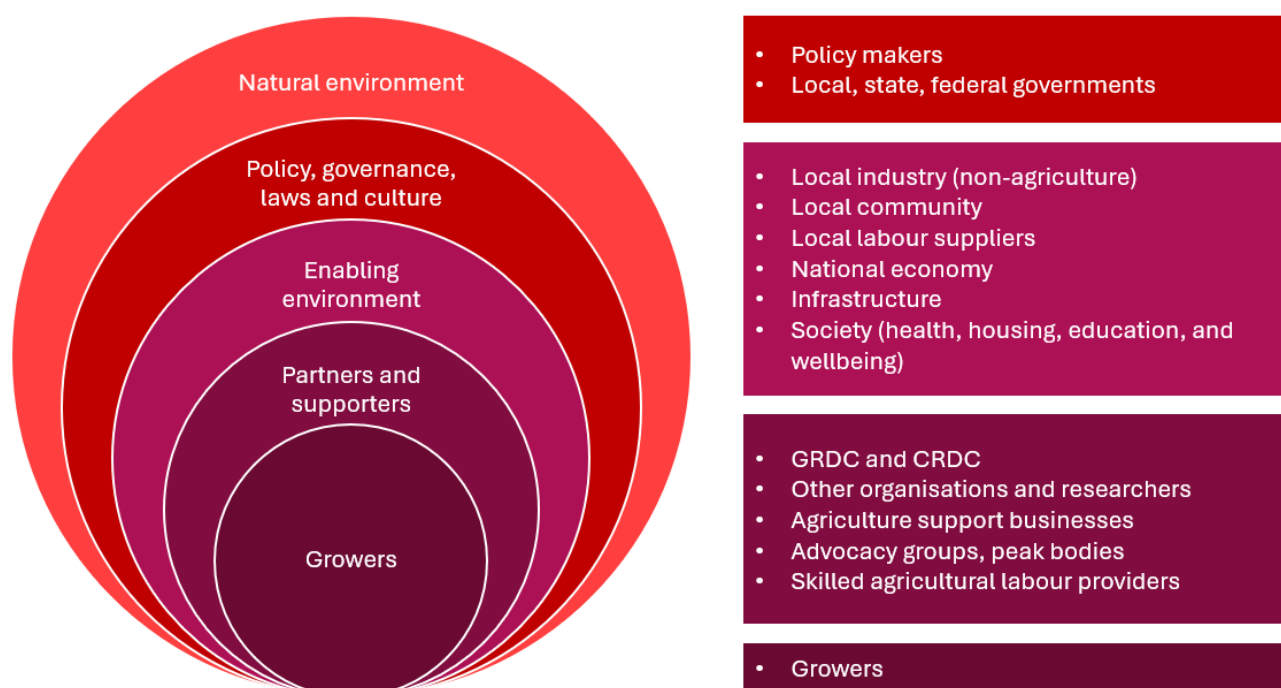 Natural environment
Policy, governance,
laws and culture
Enabling
environment
Partners and
supporters
Growers
• Policy makers
• Local, state, federal governments
• Local industry (non-agriculture)
• Local community
• Local labour suppliers
• National economy
• Infrastructure
• Society (health, housing, education, and
wellbeing)
• GRDC and CRDC
• Other organisations and researchers
• Agriculture support businesses
• Advocacy groups, peak bodies
• Skilled agricultural labour providers
• Growers